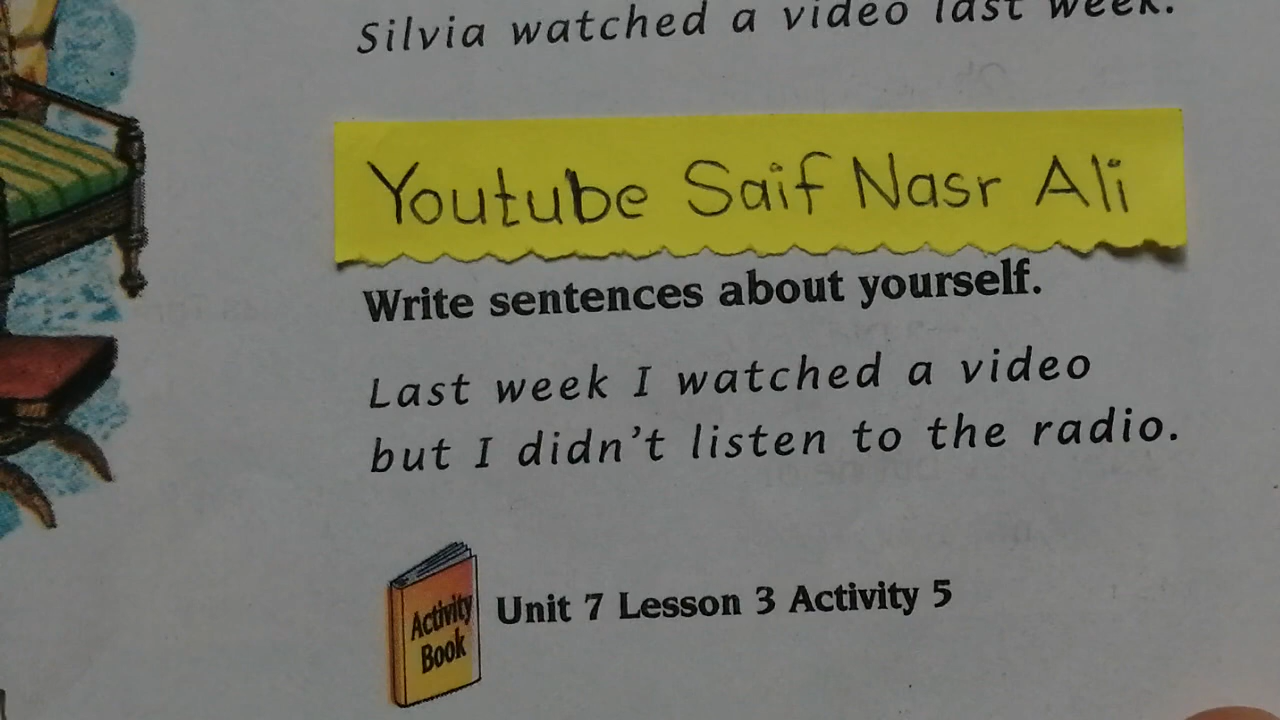 Silvia watched a video last week.
Youtube Saif Nasr Ali
Write sentences about yourself.
Last week I watched a video
but I didn't listen to the radio.
Activity
Book
Unit 7 Lesson 3 Activity 5